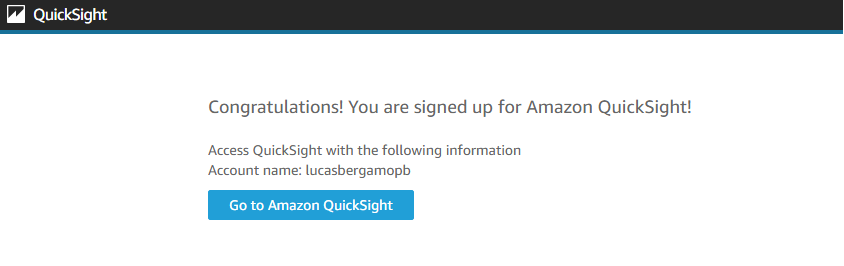 QuickSight
Congratulations! You are signed up for Amazon QuickSight!
Access QuickSight with the following information
Account name: lucasbergamopb
Go to Amazon QuickSight